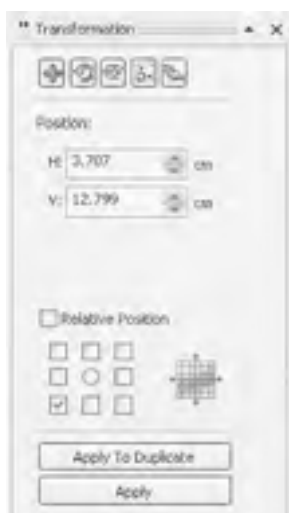 Transformation
Position:
H: 3.707 cm
V: 12.799 cm
Relative Position
Apply To Duplicate
Apply